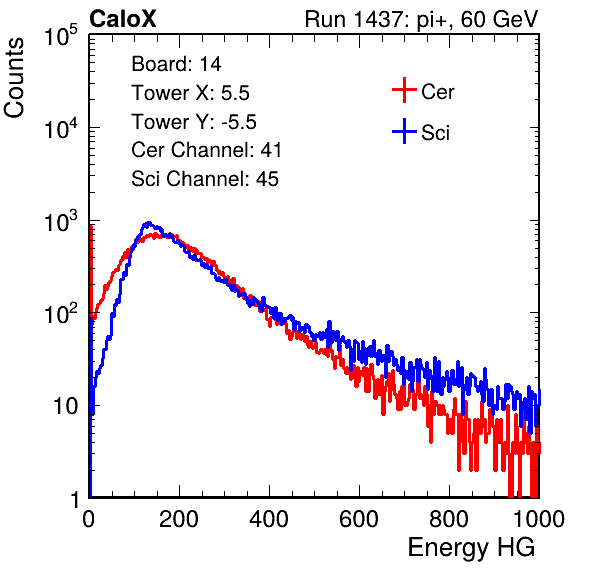 CaloX Run 1437: pi+, 60 GeV
Counts
10^5
10^4
10^3
10^2
10
1
Board: 14
Tower X: 5.5
Tower Y: -5.5
Cer Channel: 41
Sci Channel: 45
Cer
Sci
0 200 400 600 800 1000
Energy HG